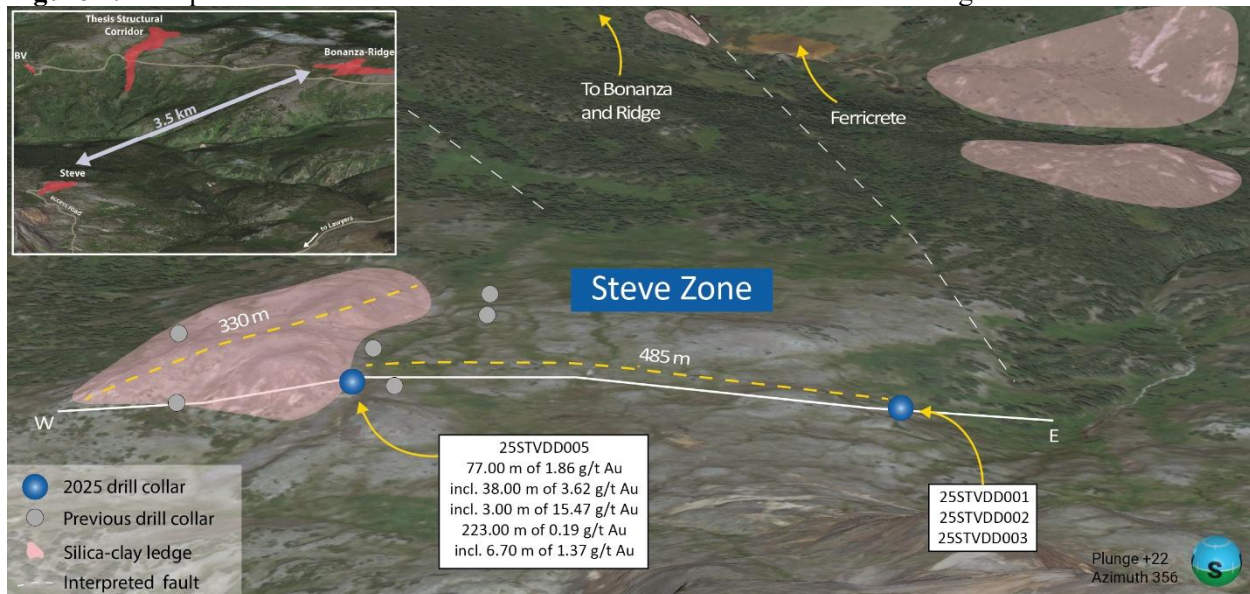 Thesis Structural
Corridor
BV
Bonanza-Ridge
3.5 km
Steve
access Road
to Lawyers
To Bonanza
and Ridge
Ferricrete
Steve Zone
330 m
485 m
W
E
25STVDD005
77.00 m of 1.86 g/t Au
incl. 38.00 m of 3.62 g/t Au
incl. 3.00 m of 15.47 g/t Au
223.00 m of 0.19 g/t Au
incl. 6.70 m of 1.37 g/t Au
25STVDD001
25STVDD002
25STVDD003
2025 drill collar
Previous drill collar
Silica-clay ledge
Interpreted fault
Plunge +22
Azimuth 356
S